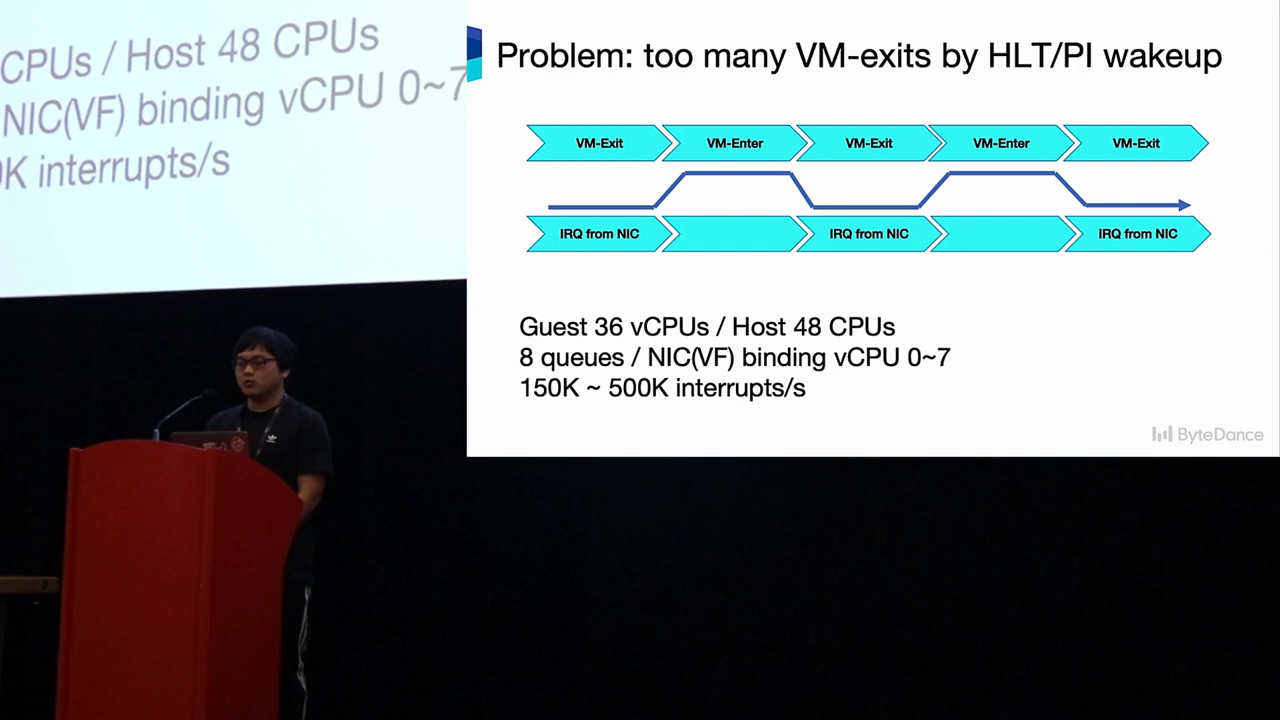 CPUs / Host 48 CPUs
NIC(VF) binding vCPU 0~7
0K interrupts/s
Problem: too many VM-exits by HLT/PI wakeup
VM-Exit
VM-Enter
VM-Exit
VM-Enter
VM-Exit
IRQ from NIC
IRQ from NIC
IRQ from NIC
Guest 36 vCPUs / Host 48 CPUs
8 queues / NIC(VF) binding vCPU 0~7
150K ~ 500K interrupts/s
ByteDance